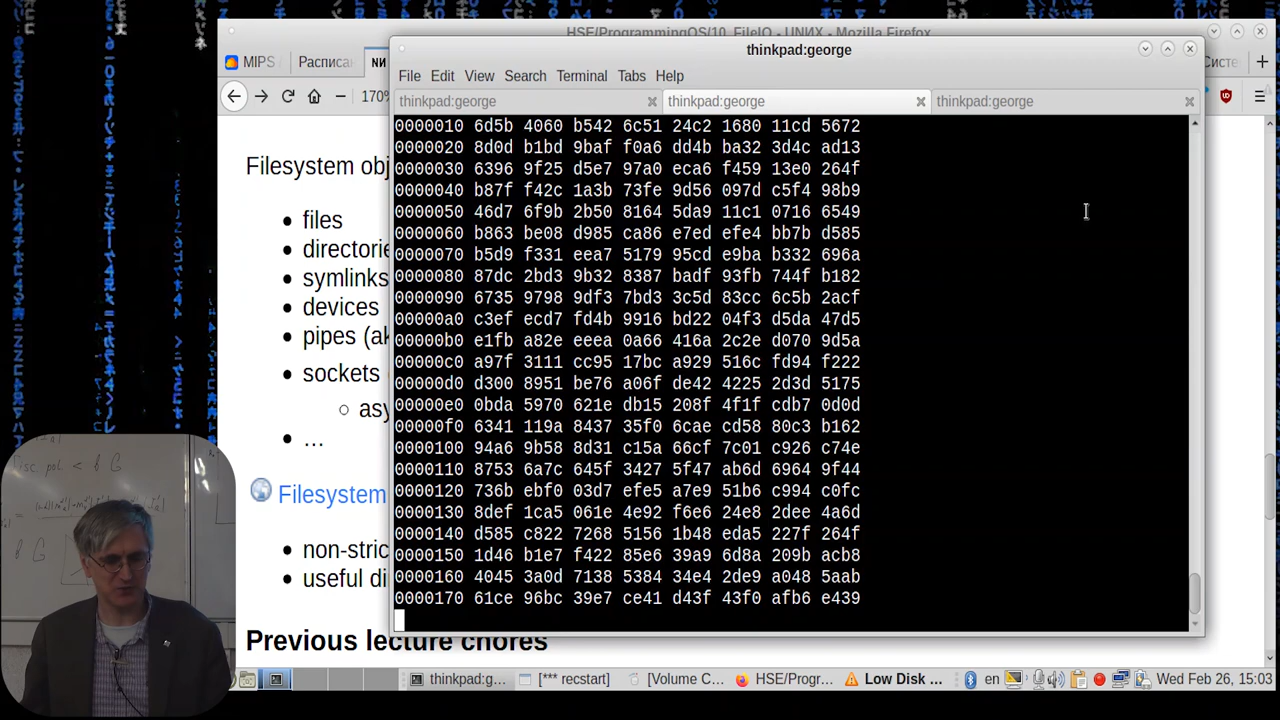 HSE/ProgrammingOS/10_FileIO - UNИX - Mozilla Firefox
thinkpad:george
MIPS
Расписа
File Edit View Search Terminal Tabs Help
170%
thinkpad:george
thinkpad:george
thinkpad:george
Filesystem obj
files
directorie
symlinks
devices
pipes (ak
sockets (
asy
…
Filesystem
non-stric
useful di
Previous lecture chores
0000010 6d5b 4060 b542 6c51 24c2 1680 11cd 5672
0000020 8d0d b1bd 9baf f0a6 dd4b ba32 3d4c ad13
0000030 6396 9f25 d5e7 97a0 eca6 f459 13e0 264f
0000040 b87f f42c 1a3b 73fe 9d56 097d c5f4 98b9
0000050 46d7 6f9b 2b50 8164 5da9 11c1 0716 6549
0000060 b863 be08 d985 ca86 e7ed efe4 bb7b d585
0000070 b5d9 f331 eea7 5179 95cd e9ba b332 696a
0000080 87dc 2bd3 9b32 8387 badf 93fb 744f b182
0000090 6735 9798 9df3 7bd3 3c5d 83cc 6c5b 2acf
00000a0 c3ef ecd7 fd4b 9916 bd22 04f3 d5da 47d5
00000b0 e1fb a82e eeea 0a66 416a 2c2e d070 9d5a
00000c0 a97f 3111 cc95 17bc a929 516c fd94 f222
00000d0 d300 8951 be76 a06f de42 4225 2d3d 5175
00000e0 0bda 5970 621e db15 208f 4f1f cdb7 0d0d
00000f0 6341 119a 8437 35f0 6cae cd58 80c3 b162
0000100 94a6 9b58 8d31 c15a 66cf 7c01 c926 c74e
0000110 8753 6a7c 645f 3427 5f47 ab6d 6964 9f44
0000120 736b ebf0 03d7 efe5 a7e9 51b6 c994 c0fc
0000130 8def 1ca5 061e 4e92 f6e6 24e8 2dee 4a6d
0000140 d585 c822 7268 5156 1b48 eda5 227f 264f
0000150 1d46 b1e7 f422 85e6 39a9 6d8a 209b acb8
0000160 4045 3a0d 7138 5384 34e4 2de9 a048 5aab
0000170 61ce 96bc 39e7 ce41 d43f 43f0 afb6 e439
thinkpad:g... [*** recstart] [Volume C... HSE/Progr... Low Disk ... en Wed Feb 26, 15:03